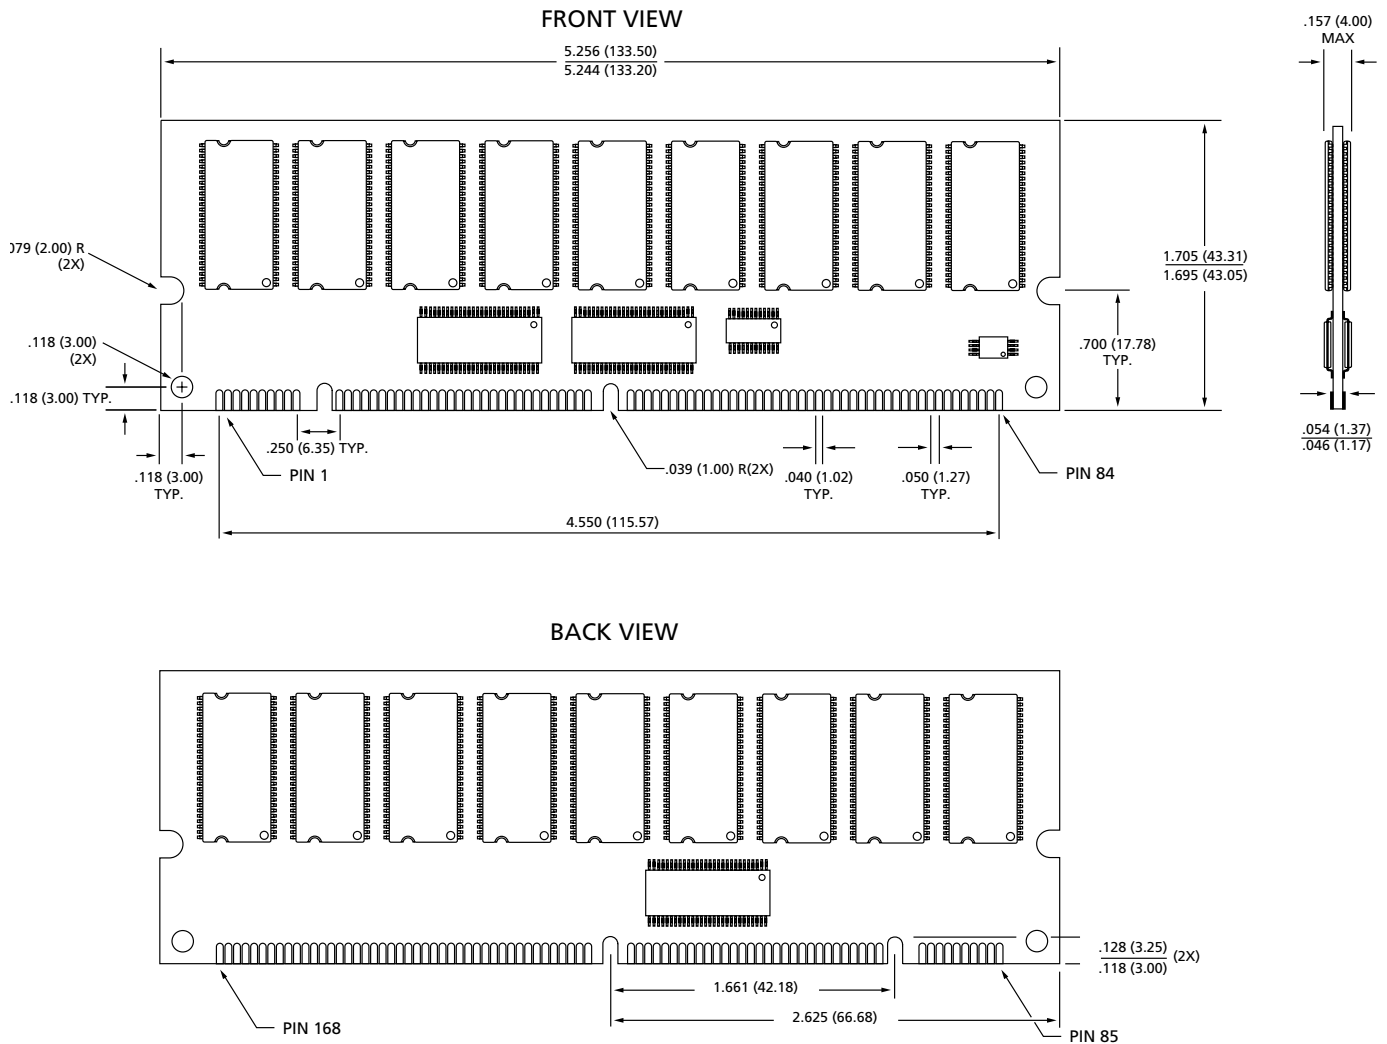 FRONT VIEW
5.256 (133.50)
5.244 (133.20)
.157 (4.00)
MAX
079 (2.00) R
(2X)
1.705 (43.31)
1.695 (43.05)
.118 (3.00)
(2X)
.700 (17.78)
TYP.
.118 (3.00) TYP.
.054 (1.37)
.046 (1.17)
.250 (6.35) TYP.
.118 (3.00)
TYP.
PIN 1
.039 (1.00) R(2X)
.040 (1.02)
TYP.
.050 (1.27)
TYP.
PIN 84
4.550 (115.57)
BACK VIEW
.128 (3.25)
.118 (3.00)
(2X)
1.661 (42.18)
2.625 (66.68)
PIN 168
PIN 85